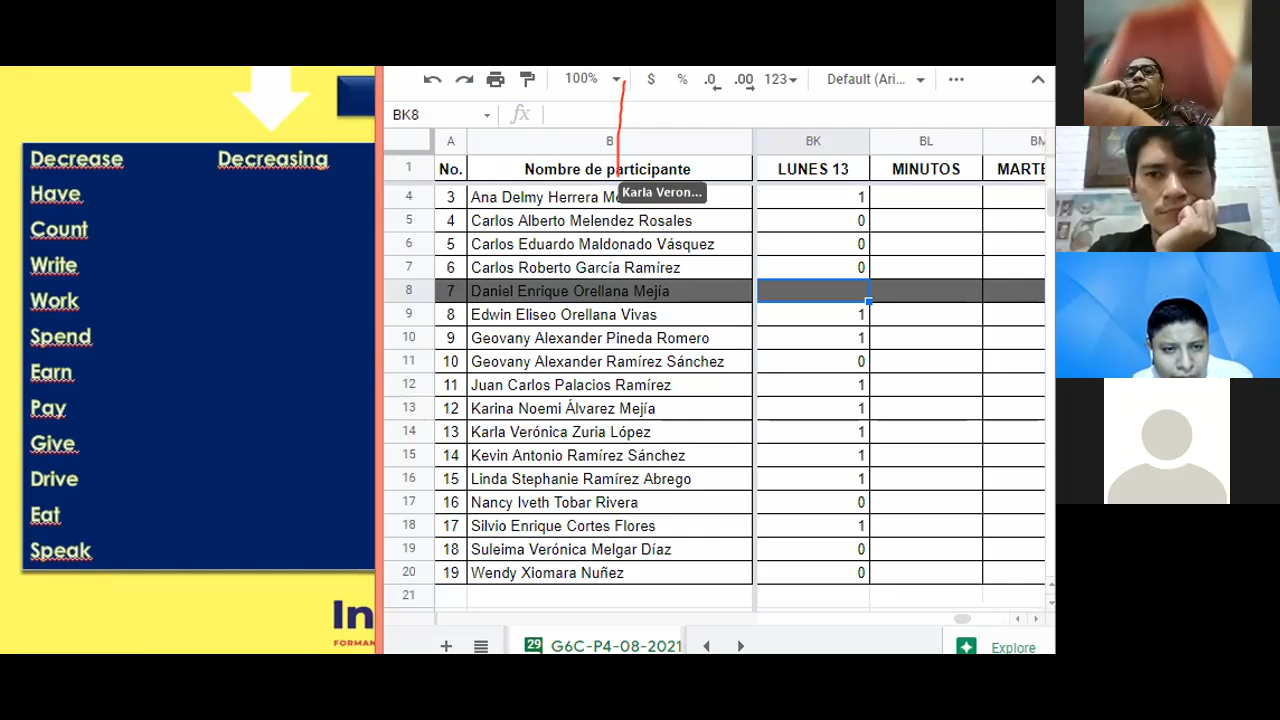 Decrease Decreasing
Have
Count
Write
Work
Spend
Earn
Pay
Give
Drive
Eat
Speak
In
FORMAN
100% $ % .0 .00 123 Default (Ari... ...
BK8 fx
A B BK BL BM
1 No. Nombre de participante LUNES 13 MINUTOS MARTE
Karla Veron...
4 3 Ana Delmy Herrera 1
5 4 Carlos Alberto Melendez Rosales 0
6 5 Carlos Eduardo Maldonado Vásquez 0
7 6 Carlos Roberto García Ramírez 0
8 7 Daniel Enrique Orellana Mejía
9 8 Edwin Eliseo Orellana Vivas 1
10 9 Geovany Alexander Pineda Romero 1
11 10 Geovany Alexander Ramírez Sánchez 0
12 11 Juan Carlos Palacios Ramírez 1
13 12 Karina Noemi Álvarez Mejía 1
14 13 Karla Verónica Zuria López 1
15 14 Kevin Antonio Ramírez Sánchez 1
16 15 Linda Stephanie Ramírez Abrego 1
17 16 Nancy Iveth Tobar Rivera 0
18 17 Silvio Enrique Cortes Flores 1
19 18 Suleima Verónica Melgar Díaz 0
20 19 Wendy Xiomara Nuñez 0
21
29 G6C-P4-08-2021
Explore